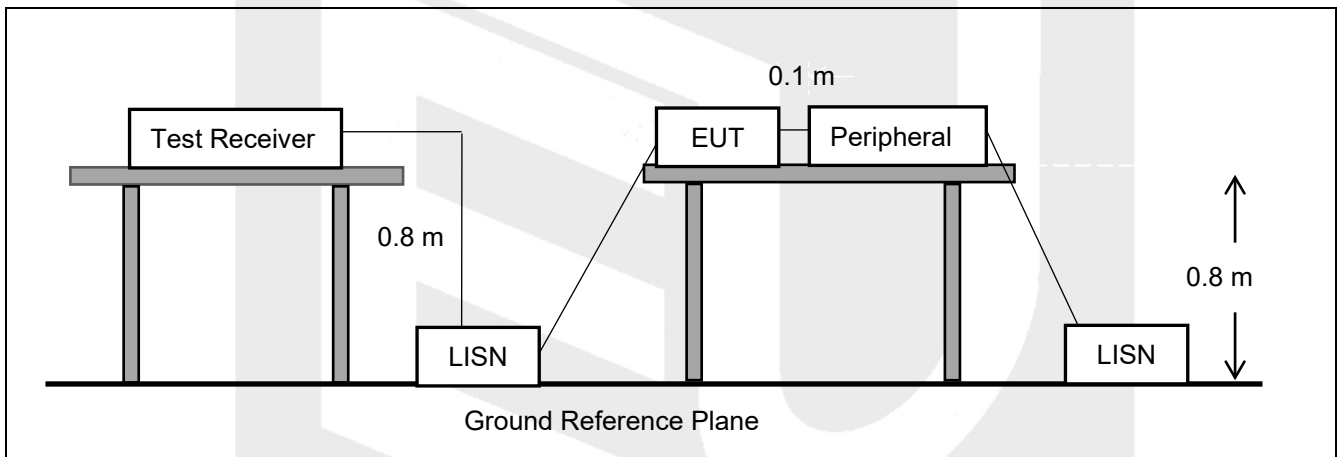 0.1 m
Test Receiver
EUT
Peripheral
0.8 m
0.8 m
LISN
LISN
Ground Reference Plane